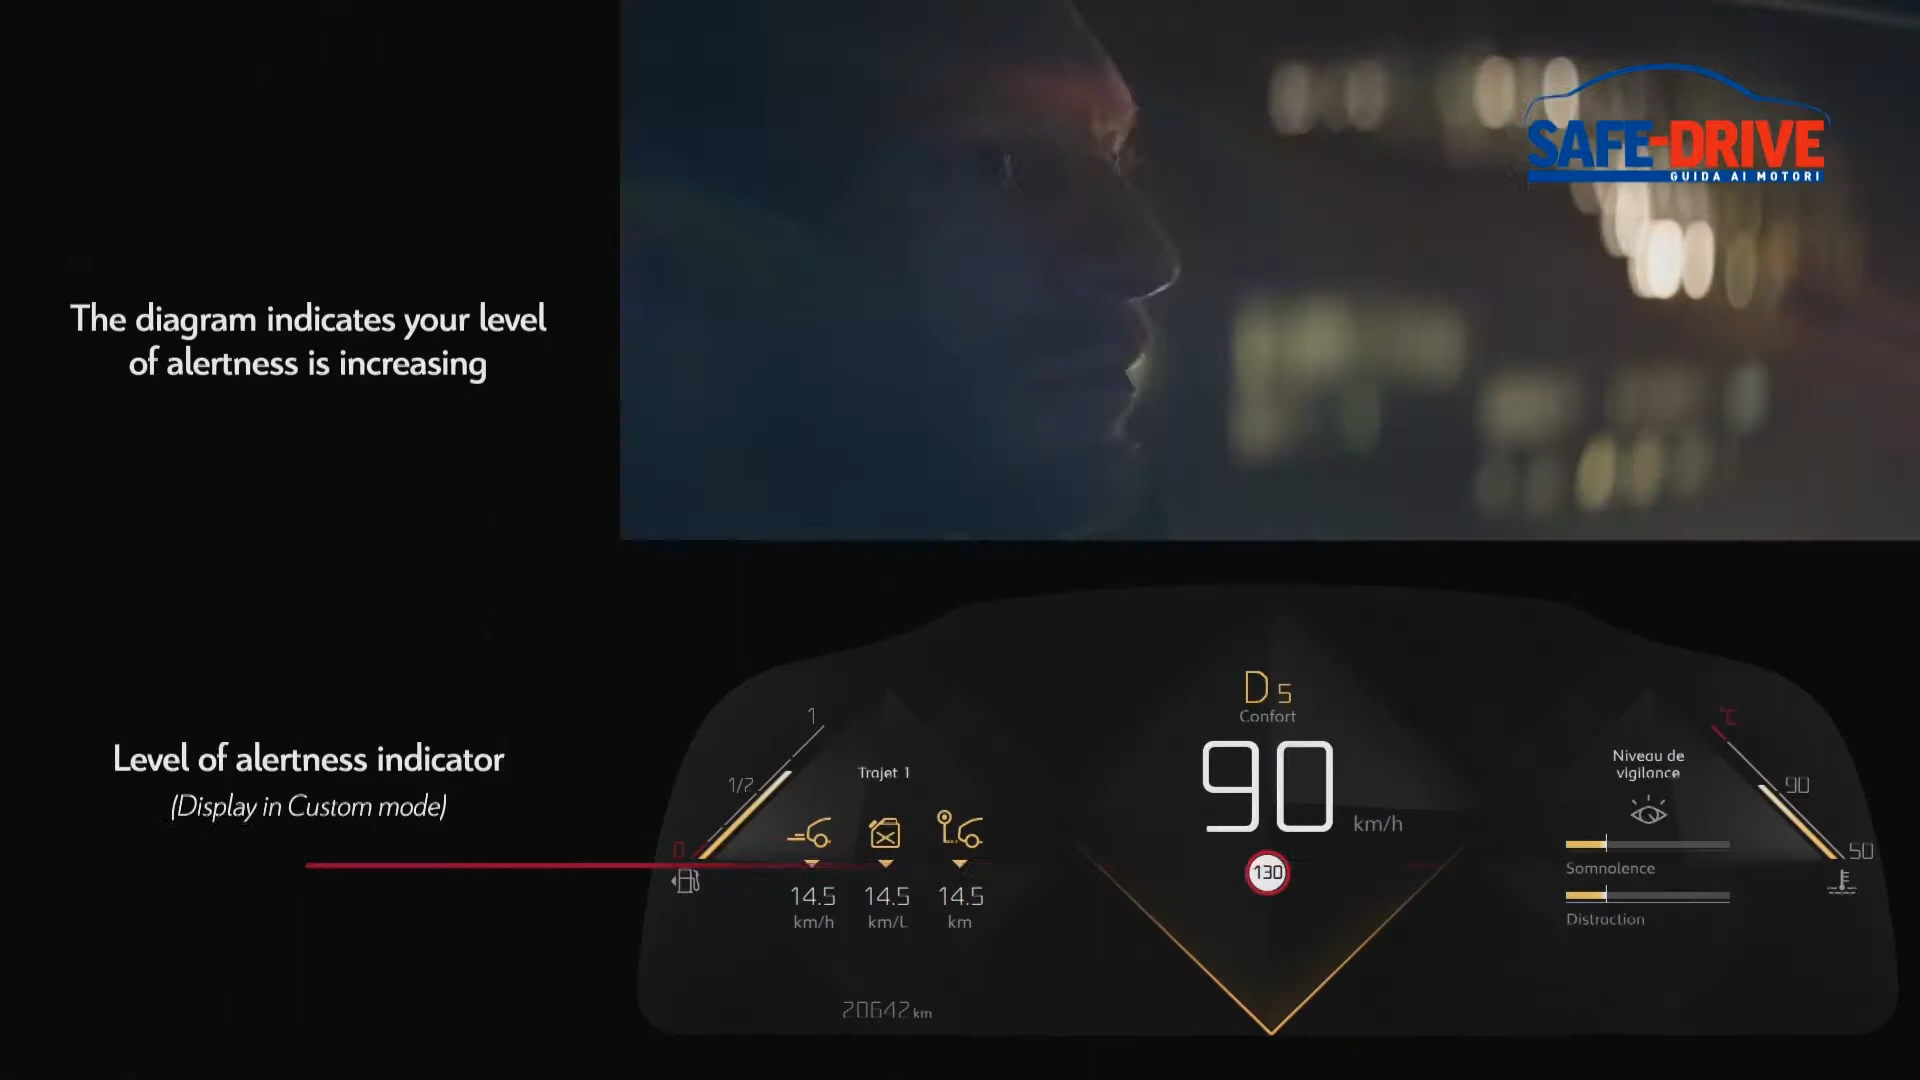 SAFE-DRIVE
GUIDA AI MOTORI
The diagram indicates your level
of alertness is increasing
Level of alertness indicator
(Display in Custom mode)
1
1/2
0
Trajet 1
14.5 14.5 14.5
km/h km/L km
20642 km
D 5
Confort
90 km/h
130
Niveau de
vigilance
Somnolence
Distraction
°C
90
50